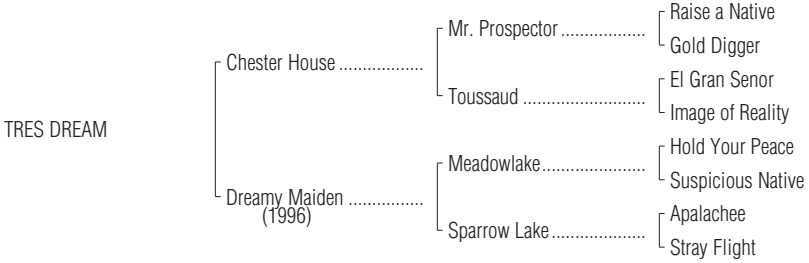 Raise a Native
Mr. Prospector ..................
Gold Digger
Chester House ..................
El Gran Senor
Toussaud ..........................
Image of Reality
TRES DREAM
Hold Your Peace
Meadowlake......................
Suspicious Native
Dreamy Maiden ................
(1996)
Apalachee
Sparrow Lake ....................
Stray Flight